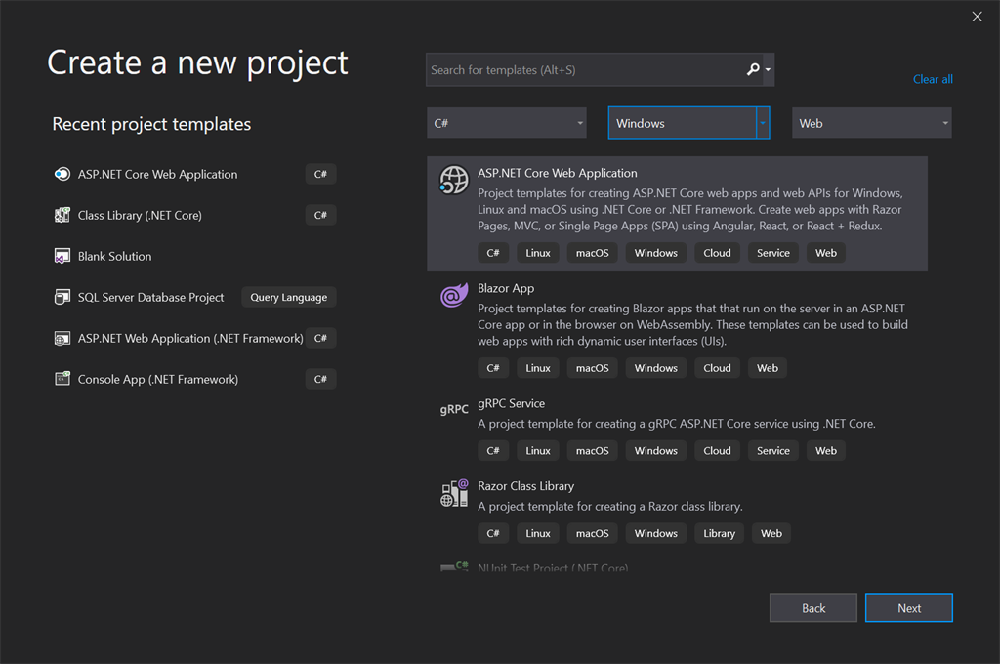 Create a new project
Recent project templates
ASP.NET Core Web Application C#
Class Library (.NET Core) C#
Blank Solution
SQL Server Database Project Query Language
ASP.NET Web Application (.NET Framework) C#
Console App (.NET Framework) C#
Search for templates (Alt+S)
Clear all
C# Windows Web
ASP.NET Core Web Application
Project templates for creating ASP.NET Core web apps and web APIs for Windows,
Linux and macOS using .NET Core or .NET Framework. Create web apps with Razor
Pages, MVC, or Single Page Apps (SPA) using Angular, React, or React + Redux.
C# Linux macOS Windows Cloud Service Web
Blazor App
Project templates for creating Blazor apps that that run on the server in an ASP.NET
Core app or in the browser on WebAssembly. These templates can be used to build
web apps with rich dynamic user interfaces (UIs).
C# Linux macOS Windows Cloud Web
gRPC gRPC Service
A project template for creating a gRPC ASP.NET Core service using .NET Core.
C# Linux macOS Windows Cloud Service Web
Razor Class Library
A project template for creating a Razor class library.
C# Linux macOS Windows Library Web
C# NUnit Test Project (.NET Core)
Back Next